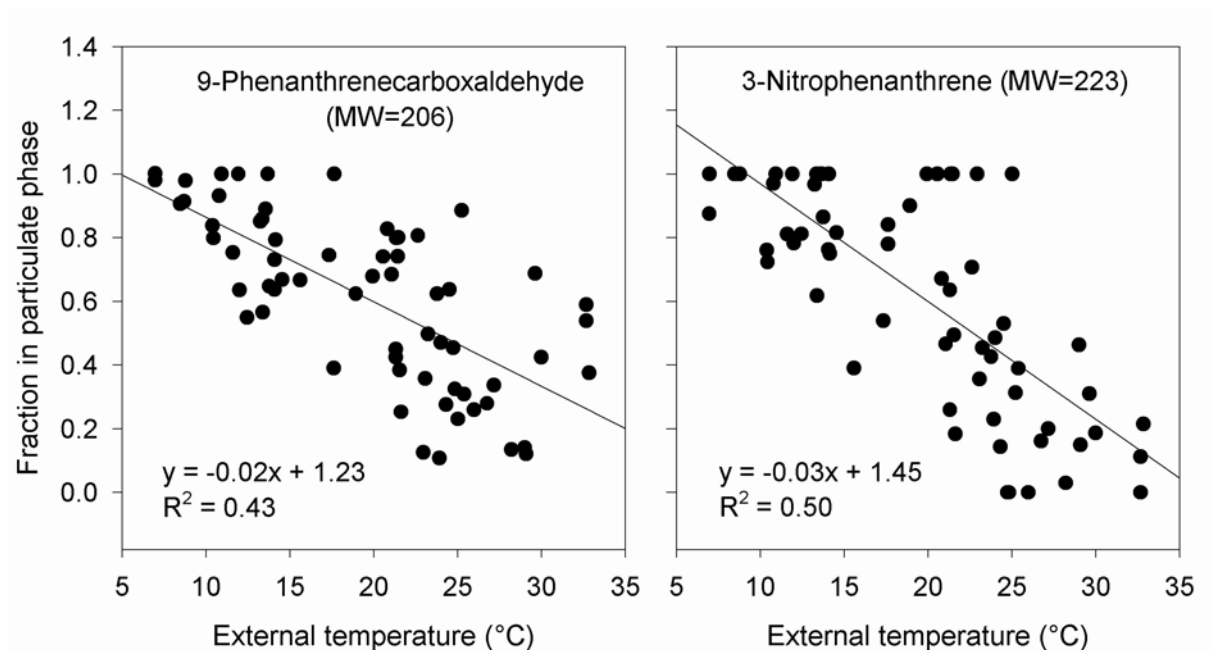 Fraction in particulate phase
1.4
1.2
1.0
0.8
0.6
0.4
0.2
0.0
9-Phenanthrenecarboxaldehyde
(MW=206)
y = -0.02x + 1.23
R² = 0.43
5 10 15 20 25 30 35
External temperature (°C)
3-Nitrophenanthrene (MW=223)
y = -0.03x + 1.45
R² = 0.50
5 10 15 20 25 30 35
External temperature (°C)